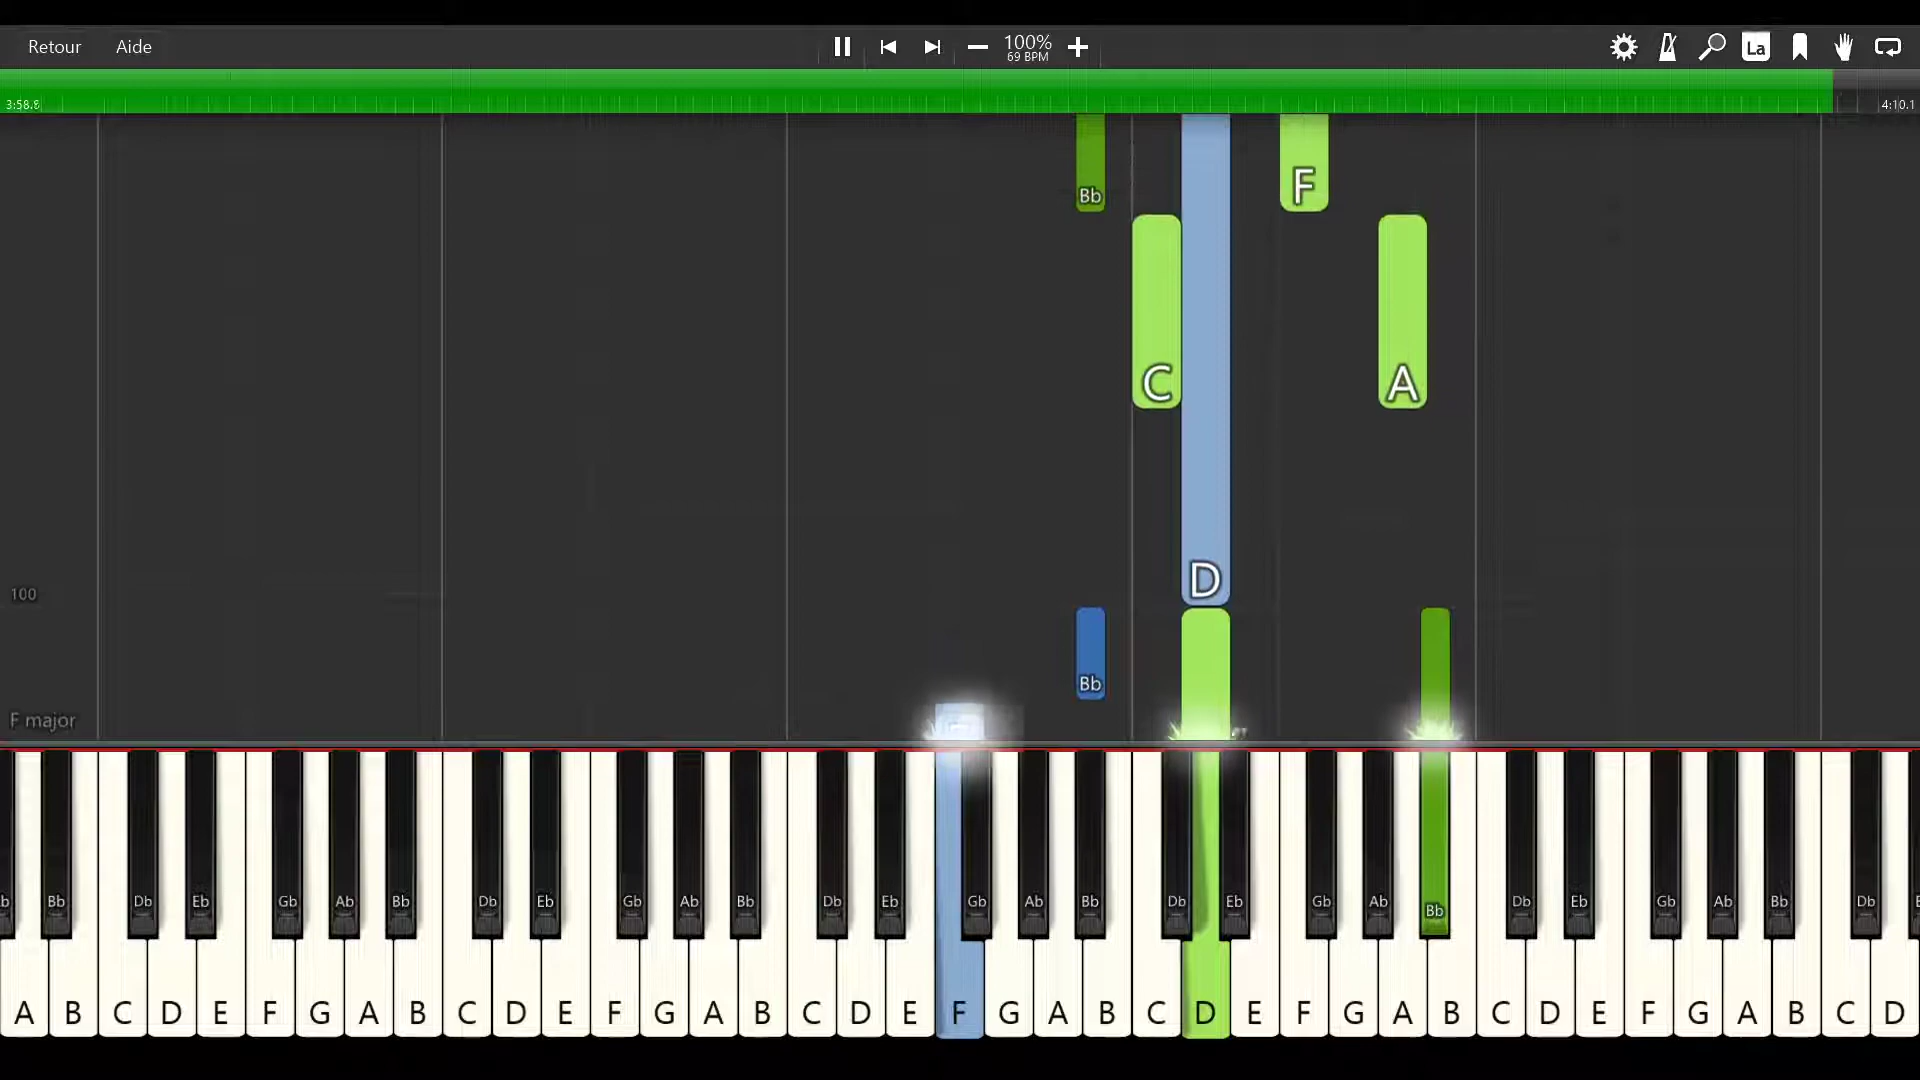 Retour Aide 100% La
69 BPM
3:58.8 4:10.1
Bb F
C A
D
100
Bb
F major
b Bb Db Eb Gb Ab Bb Db Eb Gb Ab Bb Db Eb Gb Ab Bb Db Eb Gb Ab Bb Db Eb Gb Ab Bb Db E
A B C D E F G A B C D E F G A B C D E F G A B C D E F G A B C D E F G A B C D